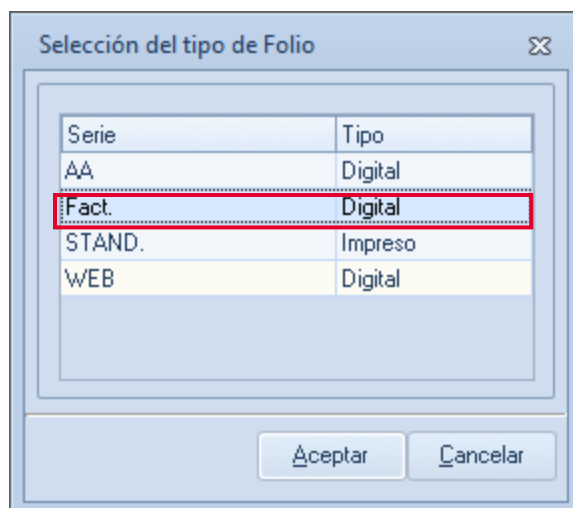 Selección del tipo de Folio
Serie Tipo
AA Digital
Fact. Digital
STAND. Impreso
WEB Digital
Aceptar Cancelar